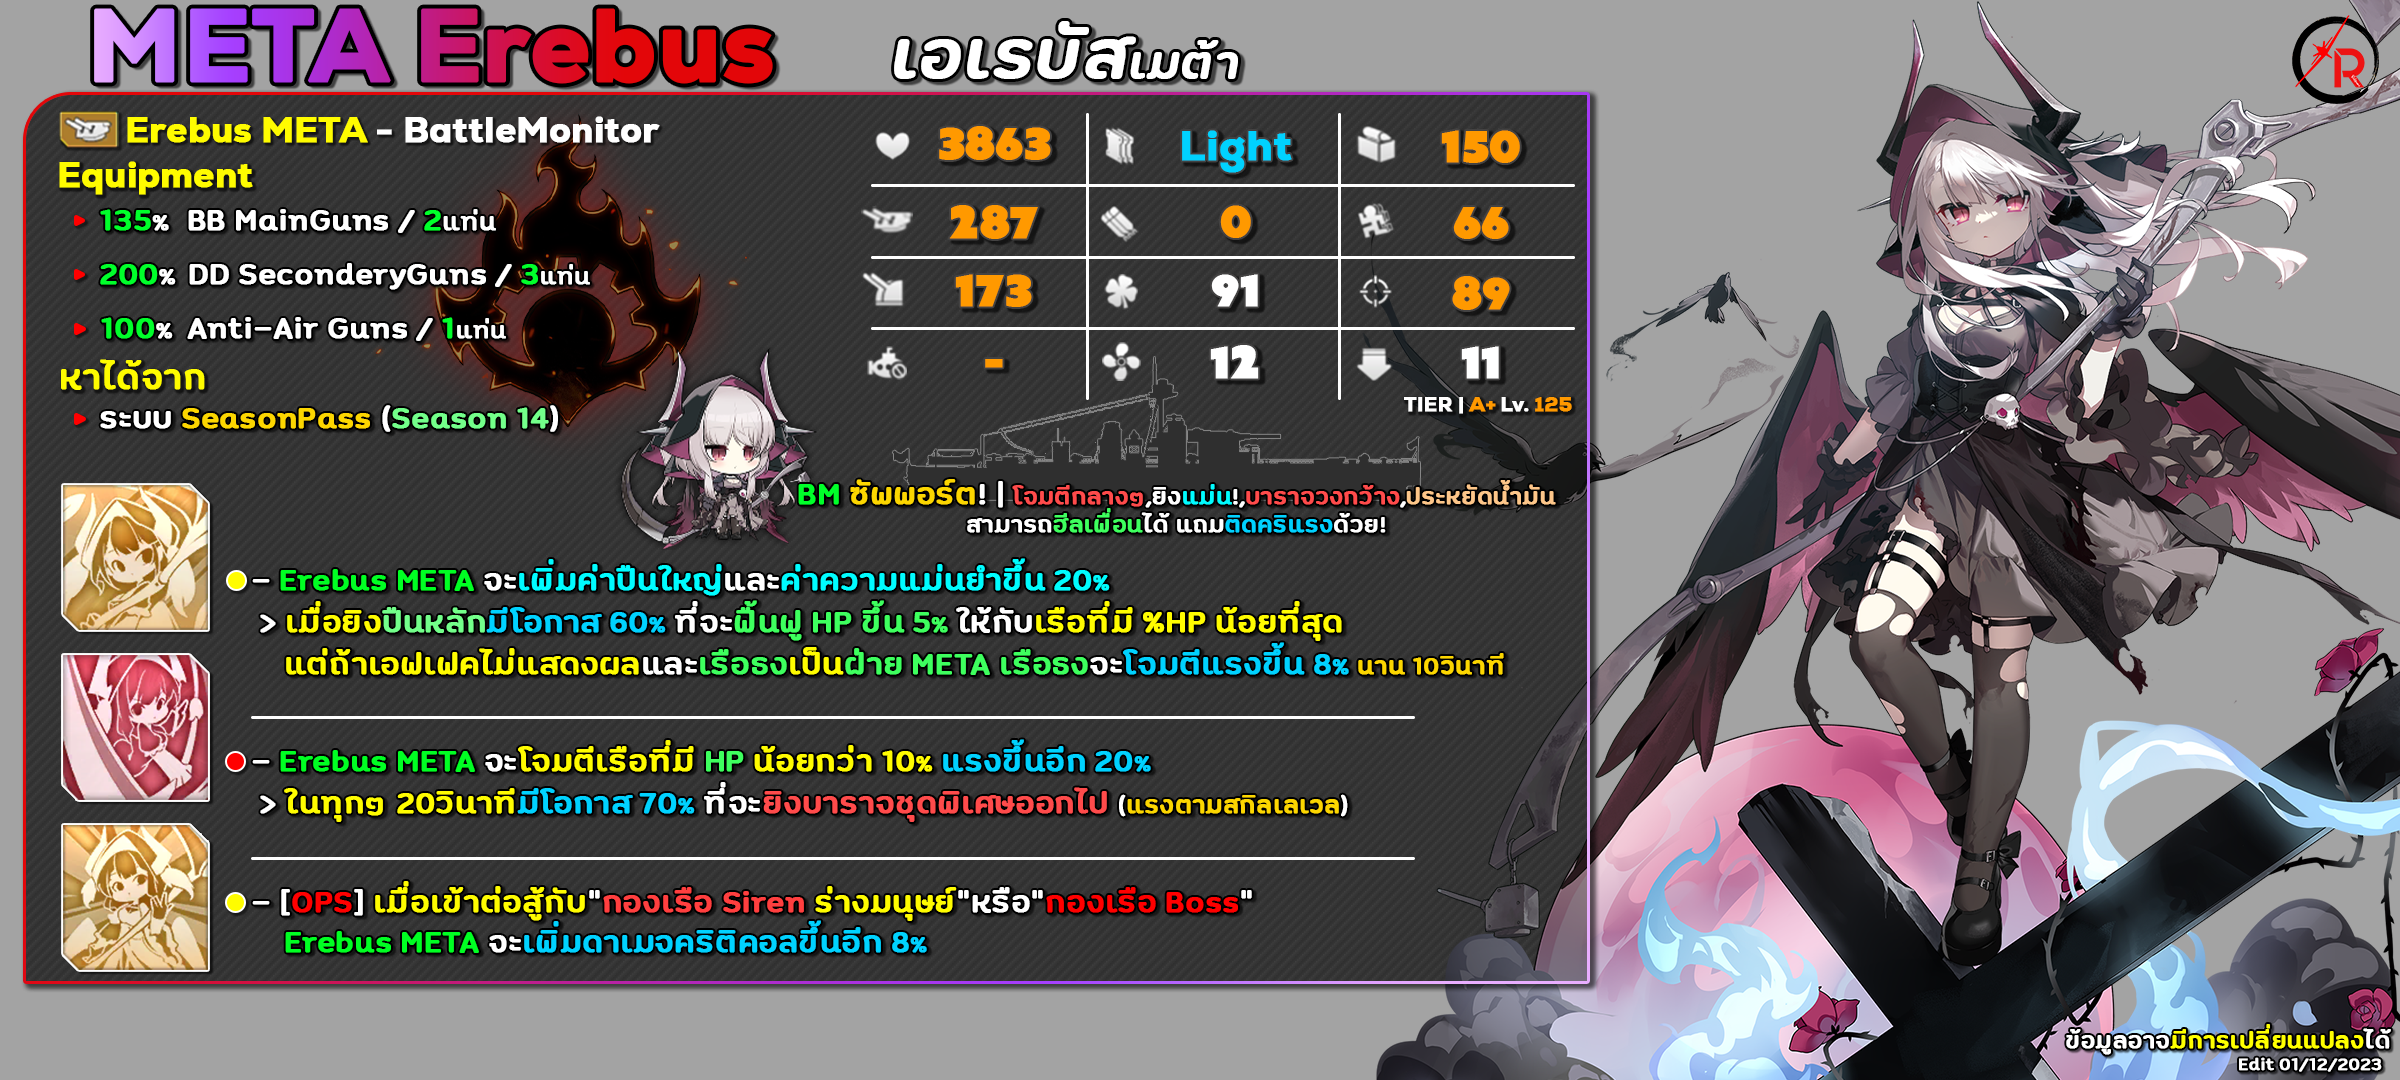 META Erebus
เอเรบัสเมต้า
Erebus META - BattleMonitor
Equipment
135% BB MainGuns / 2แท่น
200% DD SeconderyGuns / 3แท่น
100% Anti-Air Guns / 1แท่น
หาได้จาก
ระบบ SeasonPass (Season 14)
3863 Light 150
287 0 66
173 91 89
- 12 11
TIER | A+ Lv. 125
BM ซัพพอร์ต! | โจมตีกลางๆ,ยิงแม่น!,บาราจวงกว้าง,ประหยัดน้ำมัน
สามารถฮีลเพื่อนได้ แถมติดคริแรงด้วย!
- Erebus META จะเพิ่มค่าปืนใหญ่และค่าความแม่นยำขึ้น 20%
> เมื่อยิงปืนหลักมีโอกาส 60% ที่จะฟื้นฟู HP ขึ้น 5% ให้กับเรือที่มี %HP น้อยที่สุด
แต่ถ้าเอฟเฟคไม่แสดงผลและเรือธงเป็นฝ่าย META เรือธงจะโจมตีแรงขึ้น 8% นาน 10วินาที
- Erebus META จะโจมตีเรือที่มี HP น้อยกว่า 10% แรงขึ้นอีก 20%
> ในทุกๆ 20วินาทีมีโอกาส 70% ที่จะยิงบาราจชุดพิเศษออกไป (แรงตามสกิลเลเวล)
- [OPS] เมื่อเข้าต่อสู้กับ"กองเรือ Siren ร่างมนุษย์"หรือ"กองเรือ Boss"
Erebus META จะเพิ่มดาเมจคริติคอลขึ้นอีก 8%
R
ข้อมูลอาจมีการเปลี่ยนแปลงได้
Edit 01/12/2023